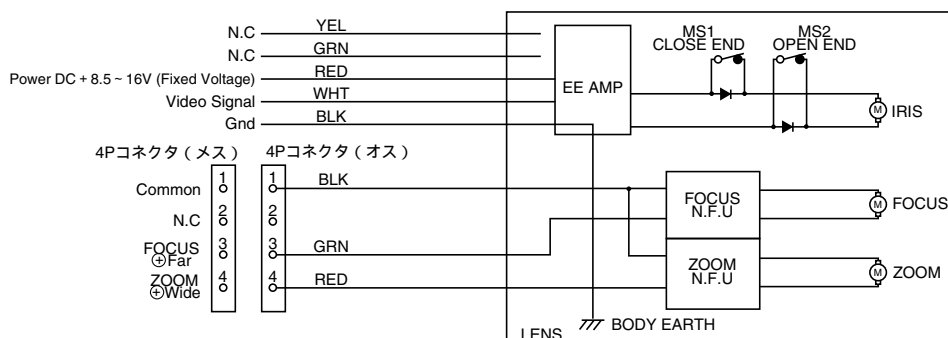 N.C YEL
N.C GRN
Power DC + 8.5 ~ 16V (Fixed Voltage) RED
Video Signal WHT
Gnd BLK
EE AMP
MS1
CLOSE END
MS2
OPEN END
M IRIS
4Pコネクタ（メス） 4Pコネクタ（オス）
Common 1 1 BLK
N.C 2 2
FOCUS
⊕Far 3 3 GRN
ZOOM
⊕Wide 4 4 RED
FOCUS
N.F.U
M FOCUS
ZOOM
N.F.U
M ZOOM
LENS BODY EARTH